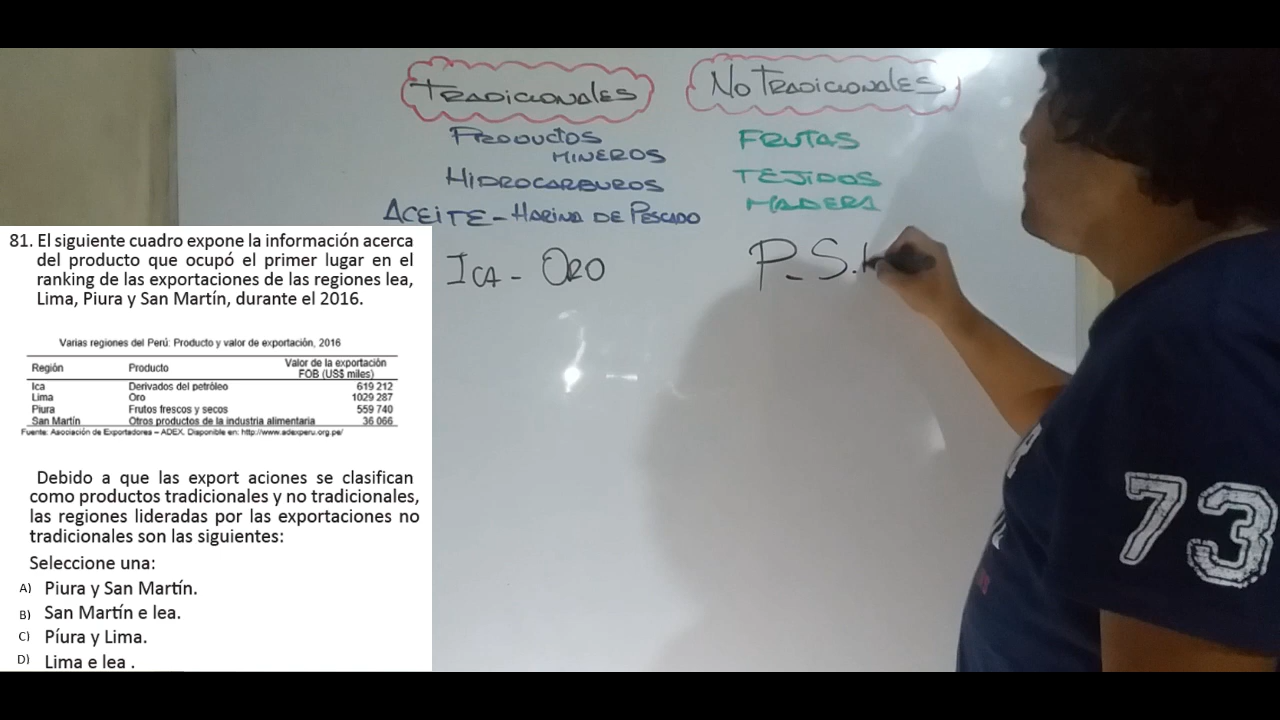 TRADICIONALES
PRODUCTOS
MINEROS
HIDROCARBUROS
ACEITE - HARINA DE PESCADO
ICA - ORO
NO TRADICIONALES
FRUTAS
TEJIDOS
MADERA
P - S.
81. El siguiente cuadro expone la información acerca
del producto que ocupó el primer lugar en el
ranking de las exportaciones de las regiones lea,
Lima, Piura y San Martín, durante el 2016.
Varias regiones del Perú: Producto y valor de exportación, 2016
Región Producto Valor de la exportación
FOB (US$ miles)
Ica Derivados del petróleo 619 212
Lima Oro 1029 287
Piura Frutos frescos y secos 559 740
San Martín Otros productos de la industria alimentaria 36 066
Fuente: Asociación de Exportadores – ADEX. Disponible en: http://www.adexperu.org.pe/
Debido a que las export aciones se clasifican
como productos tradicionales y no tradicionales,
las regiones lideradas por las exportaciones no
tradicionales son las siguientes:
Seleccione una:
A) Piura y San Martín.
B) San Martín e lea.
C) Píura y Lima.
D) Lima e lea .
73